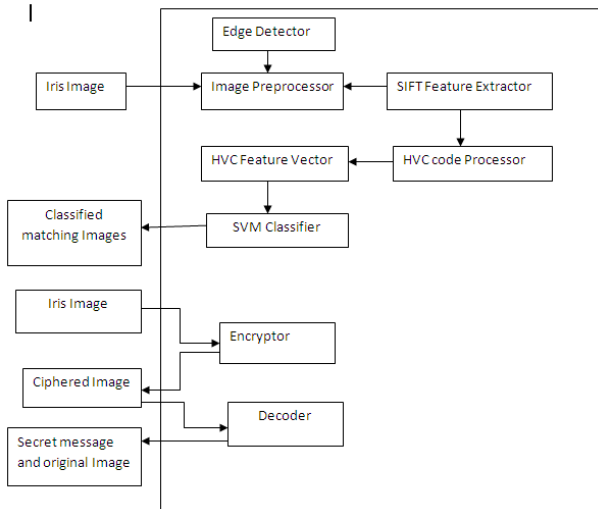 Edge Detector
Iris Image
Image Preprocessor
SIFT Feature Extractor
HVC Feature Vector
HVC code Processor
Classified
matching Images
SVM Classifier
Iris Image
Encryptor
Ciphered Image
Decoder
Secret message
and original Image